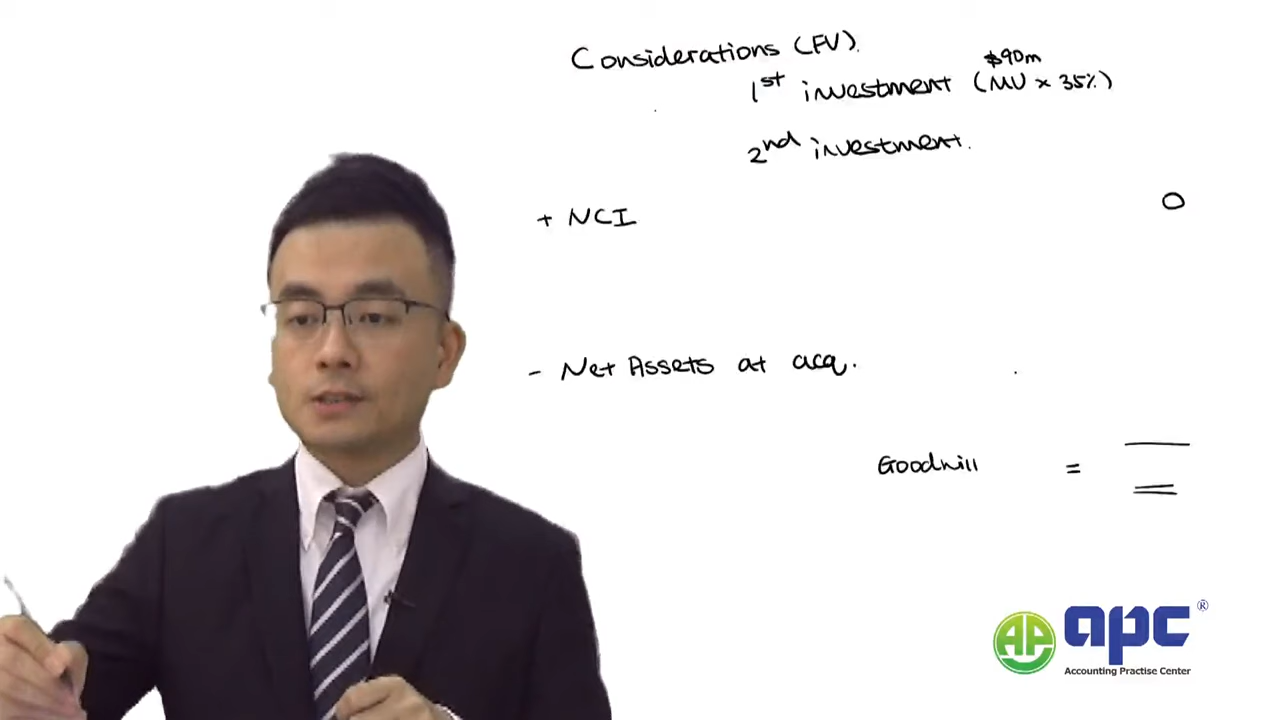 Considerations (FV).
$90m
1st investment (MV × 35%)
2nd investment.
+ NCI 0
- Net Assets at acq.
Goodwill =
AP apc®
Accounting Practise Center